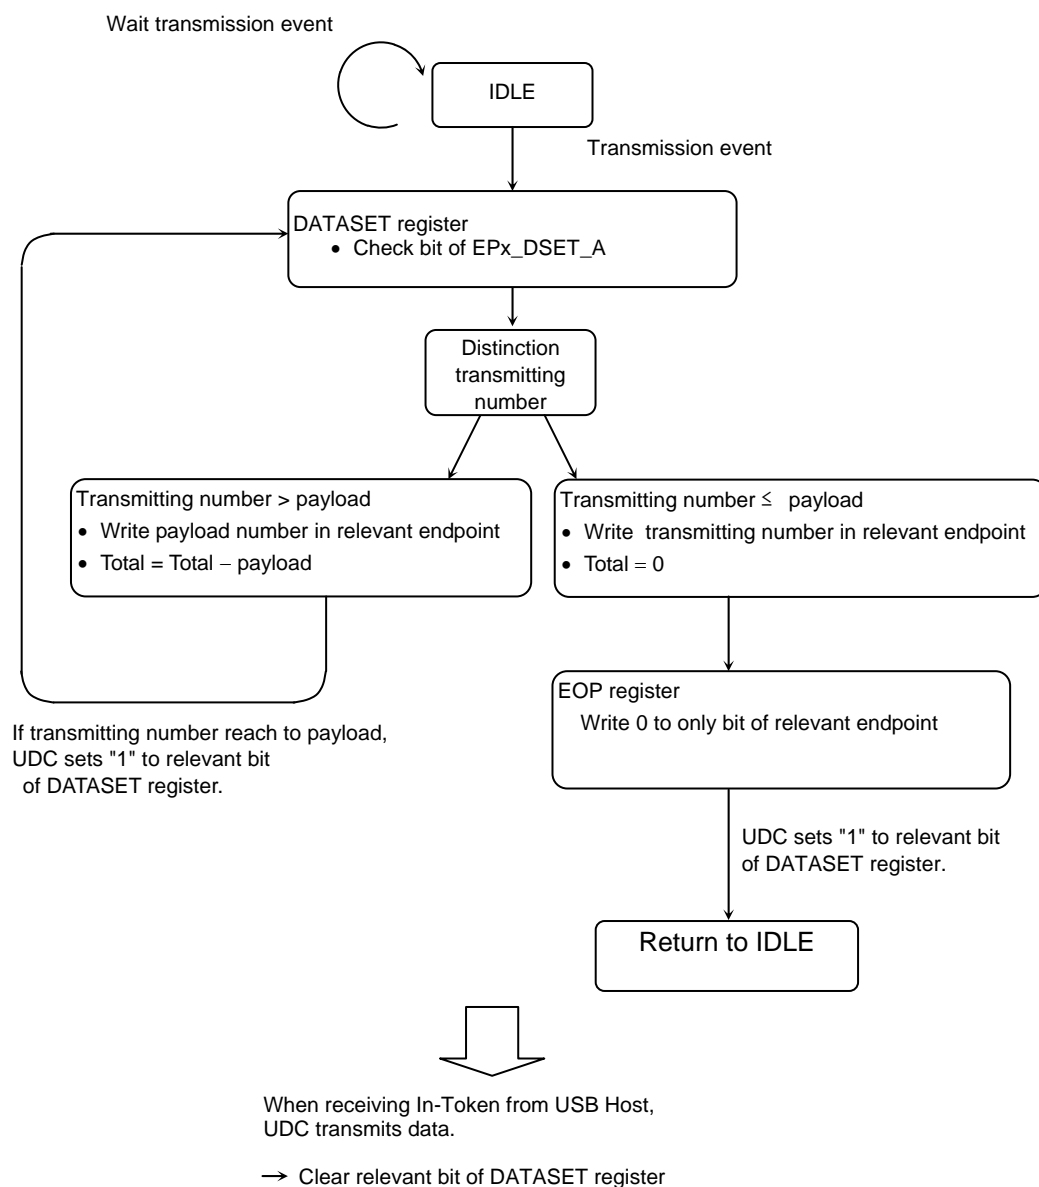 Wait transmission event
IDLE
Transmission event
DATASET register
• Check bit of EPx_DSET_A
Distinction
transmitting
number
Transmitting number > payload
• Write payload number in relevant endpoint
• Total = Total − payload
Transmitting number ≤ payload
• Write transmitting number in relevant endpoint
• Total = 0
If transmitting number reach to payload,
UDC sets "1" to relevant bit
of DATASET register.
EOP register
Write 0 to only bit of relevant endpoint
UDC sets "1" to relevant bit
of DATASET register.
Return to IDLE
When receiving In-Token from USB Host,
UDC transmits data.
→ Clear relevant bit of DATASET register